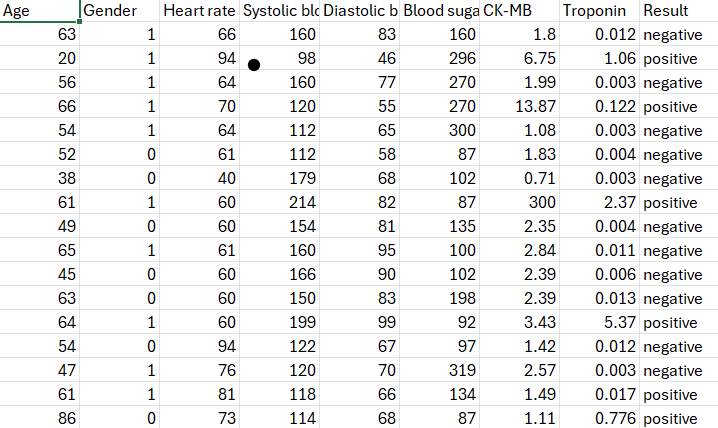 Age Gender Heart rate Systolic blo Diastolic b Blood suga CK-MB Troponin Result
63 1 66 160 83 160 1.8 0.012 negative
20 1 94 98 46 296 6.75 1.06 positive
56 1 64 160 77 270 1.99 0.003 negative
66 1 70 120 55 270 13.87 0.122 positive
54 1 64 112 65 300 1.08 0.003 negative
52 0 61 112 58 87 1.83 0.004 negative
38 0 40 179 68 102 0.71 0.003 negative
61 1 60 214 82 87 300 2.37 positive
49 0 60 154 81 135 2.35 0.004 negative
65 1 61 160 95 100 2.84 0.011 negative
45 0 60 166 90 102 2.39 0.006 negative
63 0 60 150 83 198 2.39 0.013 negative
64 1 60 199 99 92 3.43 5.37 positive
54 0 94 122 67 97 1.42 0.012 negative
47 1 76 120 70 319 2.57 0.003 negative
61 1 81 118 66 134 1.49 0.017 positive
86 0 73 114 68 87 1.11 0.776 positive